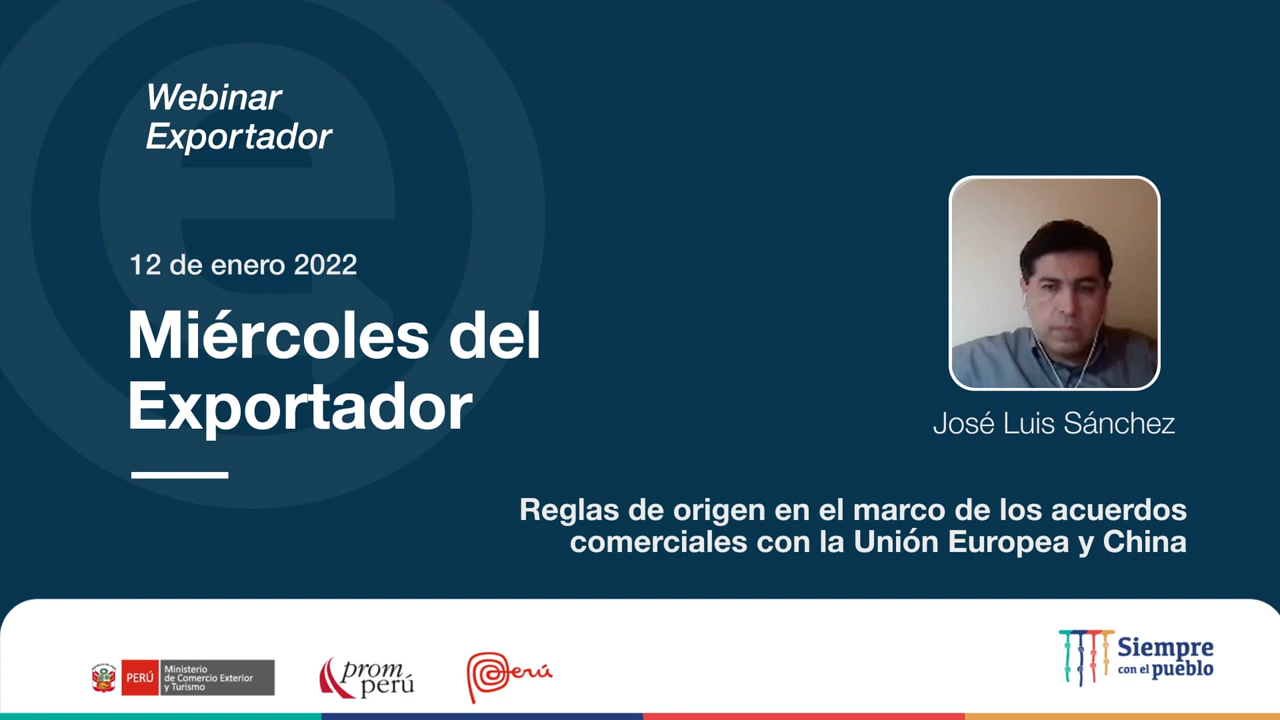 Webinar
Exportador
12 de enero 2022
Miércoles del
Exportador
José Luis Sánchez
Reglas de origen en el marco de los acuerdos
comerciales con la Unión Europea y China
PERÚ
Ministerio
de Comercio Exterior
y Turismo
prom
perú
Perú
Siempre
con el pueblo